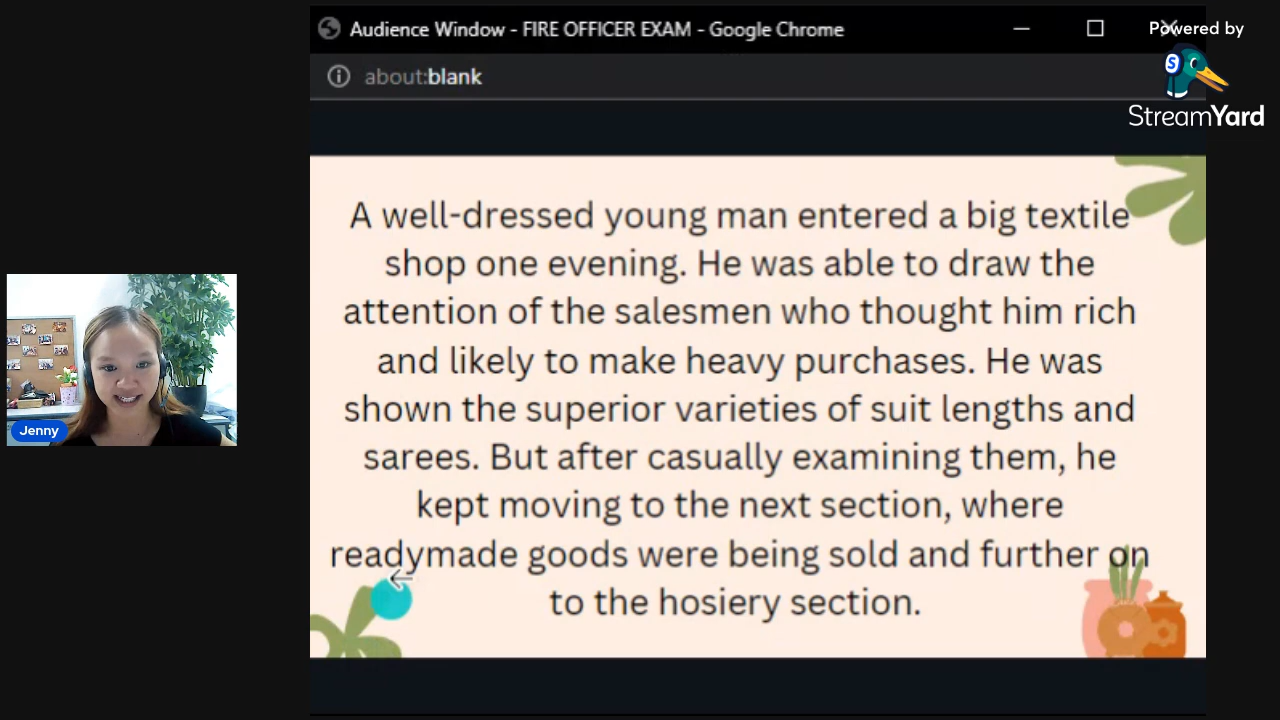 Audience Window - FIRE OFFICER EXAM - Google Chrome
Powered by
about:blank
S
StreamYard
A well-dressed young man entered a big textile
shop one evening. He was able to draw the
attention of the salesmen who thought him rich
and likely to make heavy purchases. He was
shown the superior varieties of suit lengths and
sarees. But after casually examining them, he
kept moving to the next section, where
readymade goods were being sold and further on
to the hosiery section.
Jenny